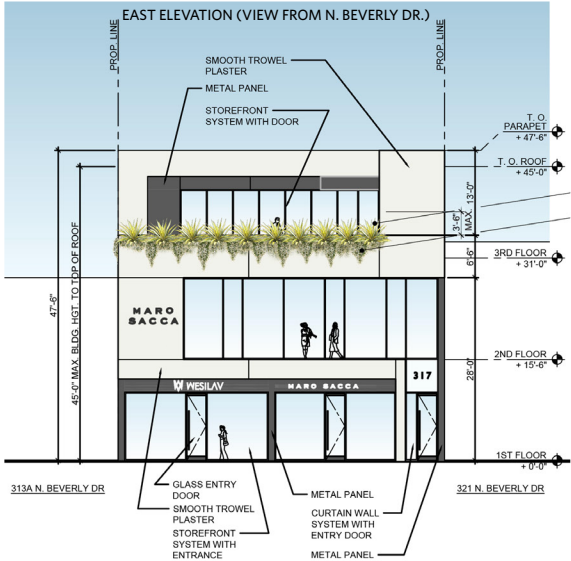 EAST ELEVATION (VIEW FROM N. BEVERLY DR.)
PROP. LINE
PROP. LINE
SMOOTH TROWEL
PLASTER
METAL PANEL
STOREFRONT
SYSTEM WITH DOOR
T. O.
PARAPET
+ 47'-6"
T. O. ROOF
+ 45'-0"
3'-6"
MAX.
13'-0"
6'-6"
3RD FLOOR
+ 31'-0"
47'-6"
45'-0" MAX. BLDG. HGT TO TOP OF ROOF
MARO
SACCA
2ND FLOOR
+ 15'-6"
28'-0"
317
WESILAV
MARO SACCA
1ST FLOOR
+ 0'-0"
313A N. BEVERLY DR
321 N. BEVERLY DR
GLASS ENTRY
DOOR
SMOOTH TROWEL
PLASTER
STOREFRONT
SYSTEM WITH
ENTRANCE
METAL PANEL
CURTAIN WALL
SYSTEM WITH
ENTRY DOOR
METAL PANEL